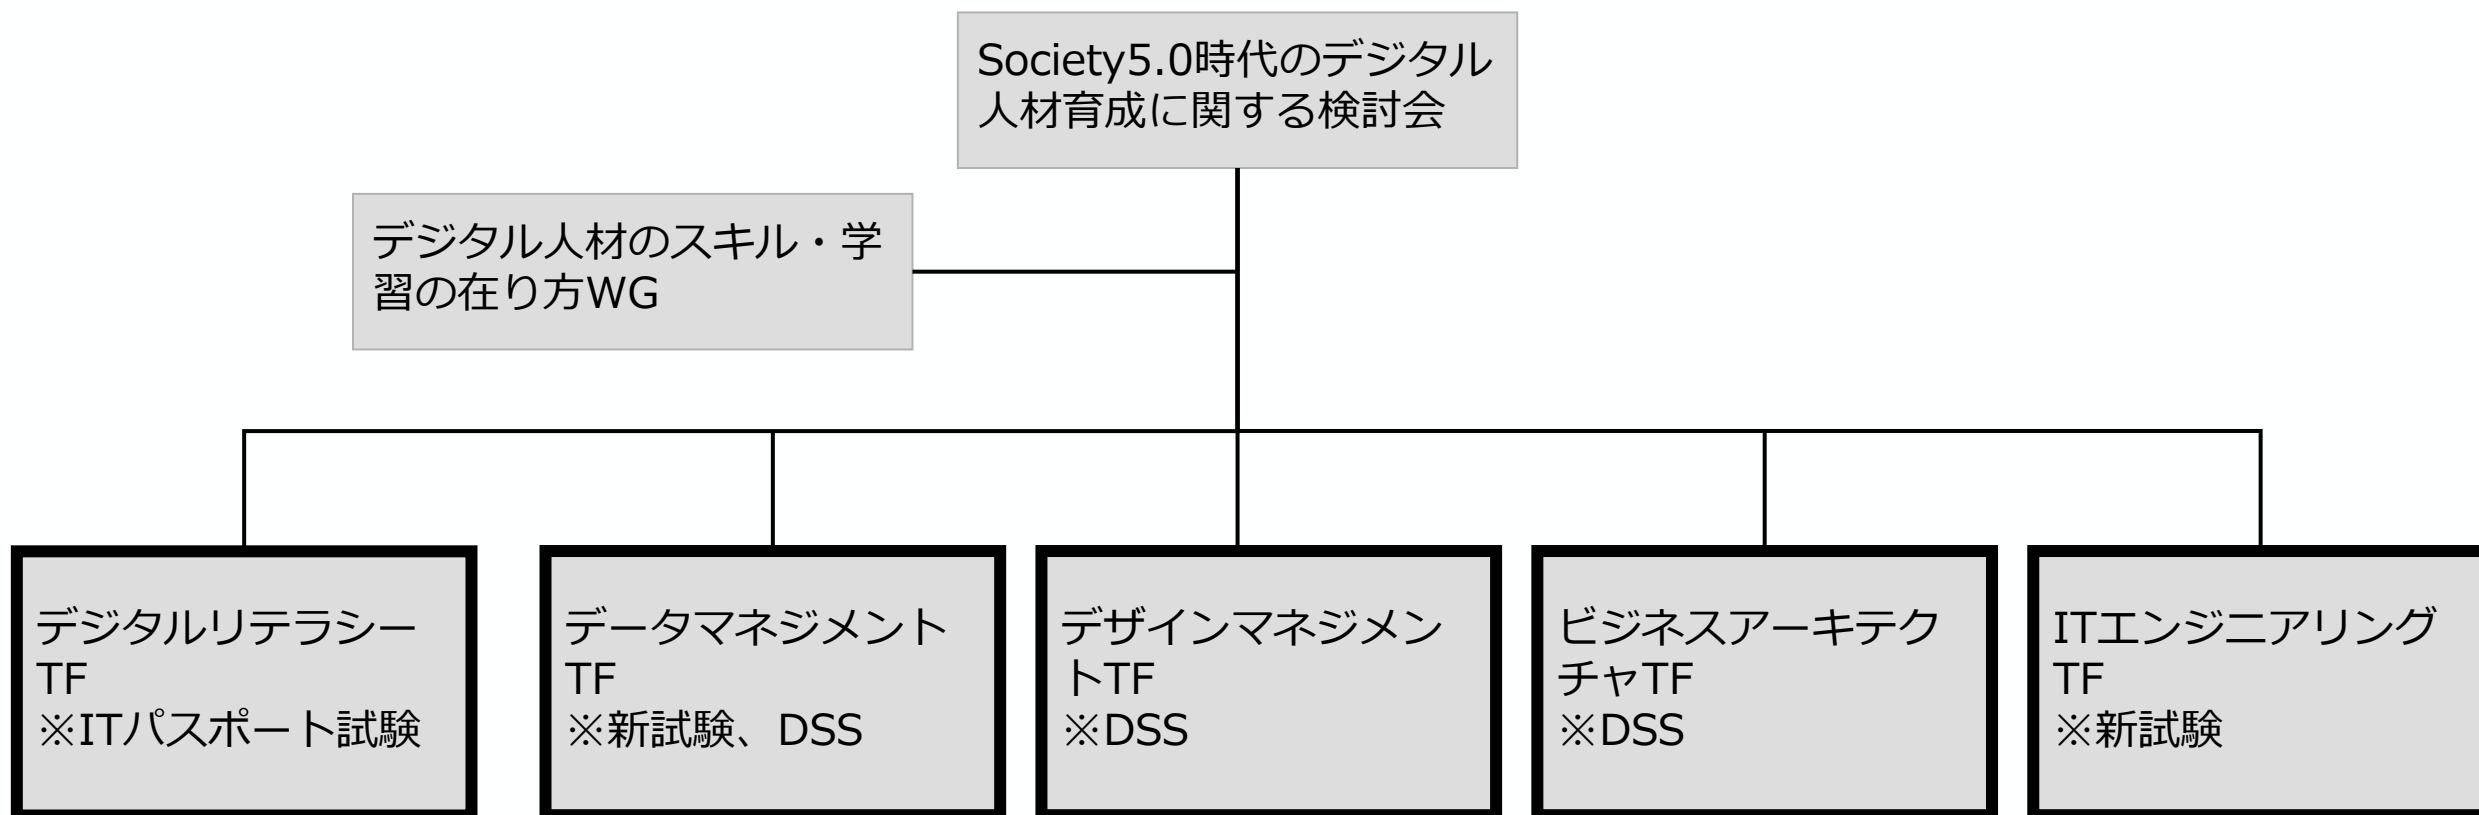 Society5.0時代のデジタル
人材育成に関する検討会
デジタル人材のスキル・学
習の在り方WG
デジタルリテラシー
TF
※ITパスポート試験
データマネジメント
TF
※新試験、DSS
デザインマネジメン
トTF
※DSS
ビジネスアーキテク
チャTF
※DSS
ITエンジニアリング
TF
※新試験